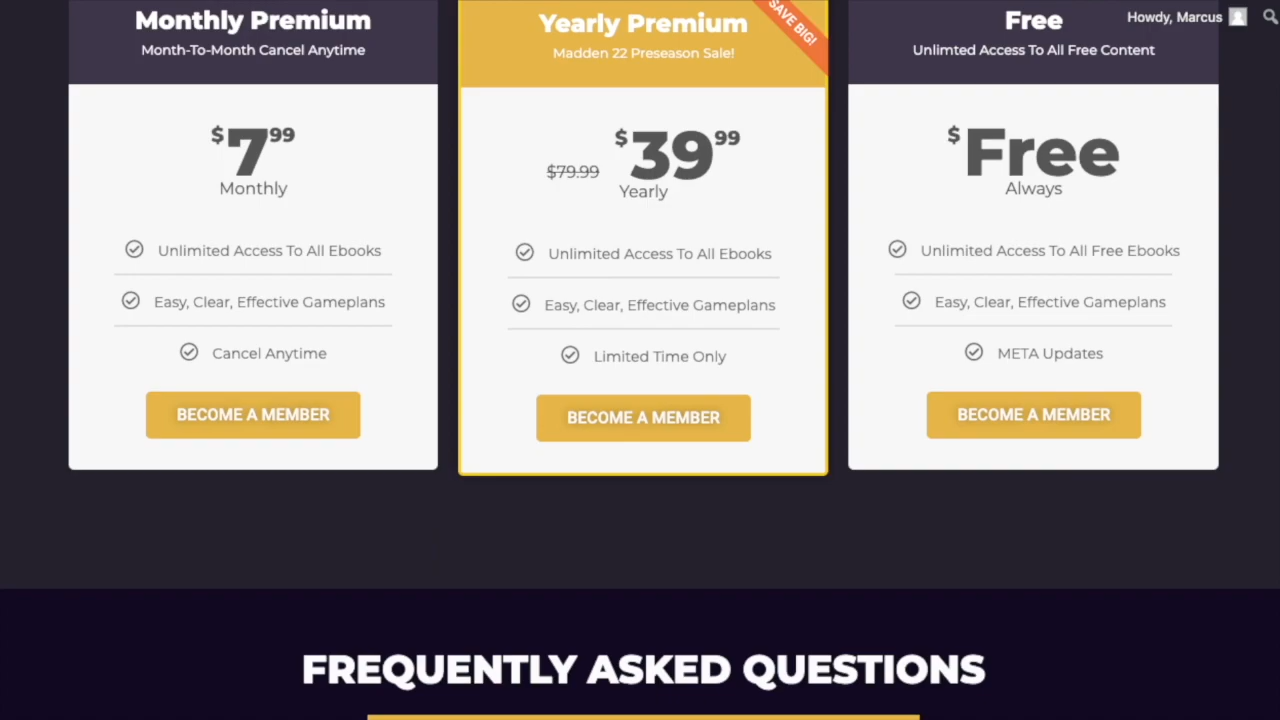 Howdy, Marcus
Monthly Premium
Month-To-Month Cancel Anytime
$7 99
Monthly
Unlimited Access To All Ebooks
Easy, Clear, Effective Gameplans
Cancel Anytime
BECOME A MEMBER
SAVE BIG!
Yearly Premium
Madden 22 Preseason Sale!
$79.99 $39 99
Yearly
Unlimited Access To All Ebooks
Easy, Clear, Effective Gameplans
Limited Time Only
BECOME A MEMBER
Free
Unlimted Access To All Free Content
$Free
Always
Unlimited Access To All Free Ebooks
Easy, Clear, Effective Gameplans
META Updates
BECOME A MEMBER
FREQUENTLY ASKED QUESTIONS